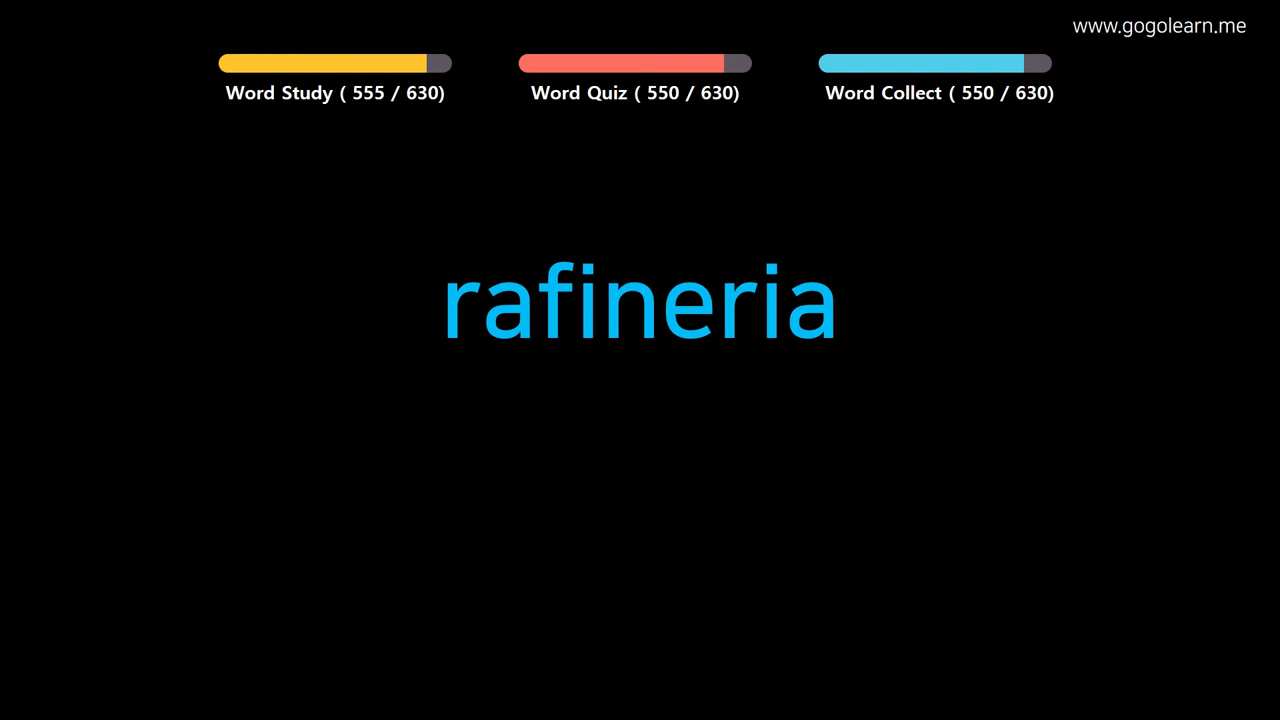 www.gogolearn.me
Word Study ( 555 / 630)
Word Quiz ( 550 / 630)
Word Collect ( 550 / 630)
rafineria